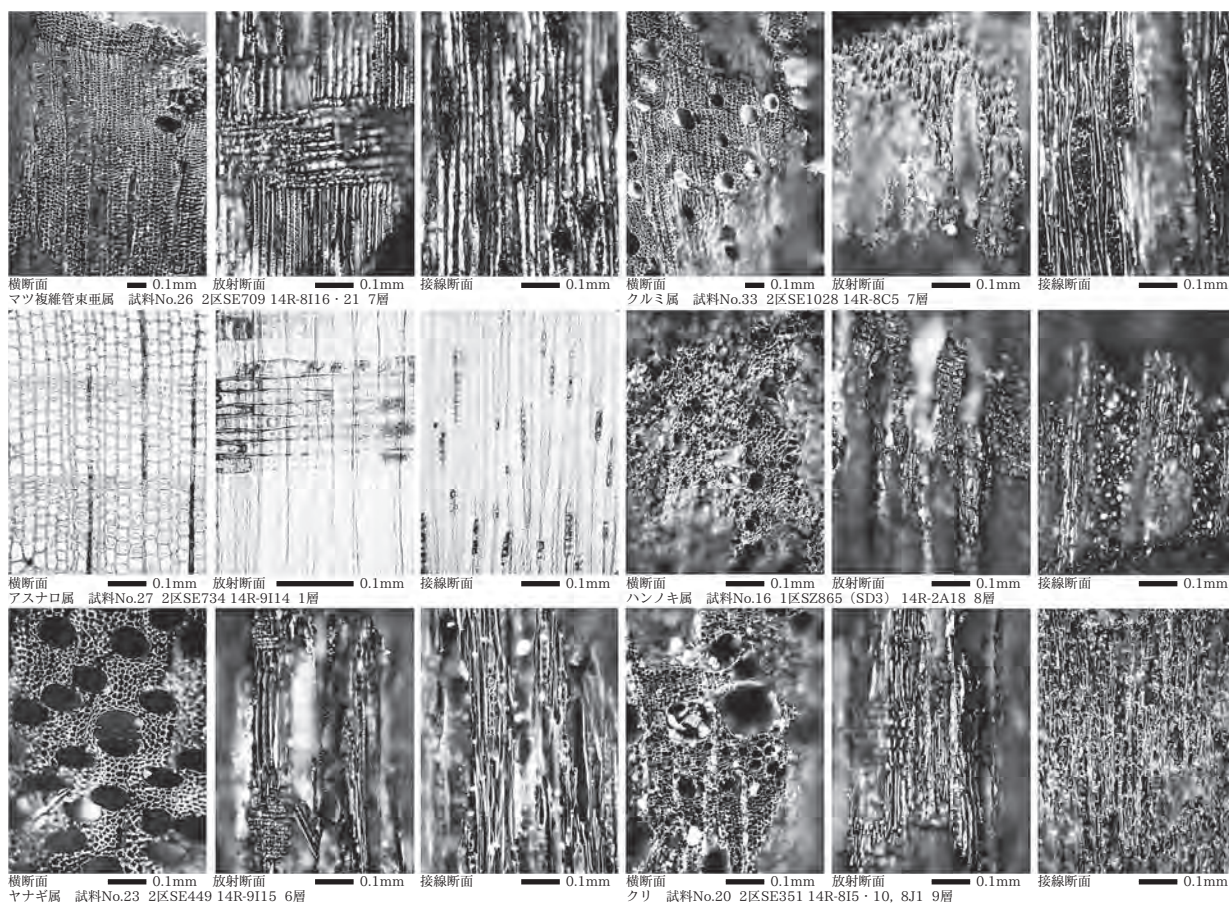 横断面 0.1mm 放射断面 0.1mm 接線断面 0.1mm 横断面 0.1mm 放射断面 0.1mm 接線断面 0.1mm
マツ複維管束亜属 試料No.26 2区SE709 14R-8I16・21 7層 クルミ属 試料No.33 2区SE1028 14R-8C5 7層
横断面 0.1mm 放射断面 0.1mm 接線断面 0.1mm 横断面 0.1mm 放射断面 0.1mm 接線断面 0.1mm
アスナロ属 試料No.27 2区SE734 14R-9I14 1層 ハンノキ属 試料No.16 1区SZ865（SD3） 14R-2A18 8層
横断面 0.1mm 放射断面 0.1mm 接線断面 0.1mm 横断面 0.1mm 放射断面 0.1mm 接線断面 0.1mm
ヤナギ属 試料No.23 2区SE449 14R-9I15 6層 クリ 試料No.20 2区SE351 14R-8I5・10，8J1 9層